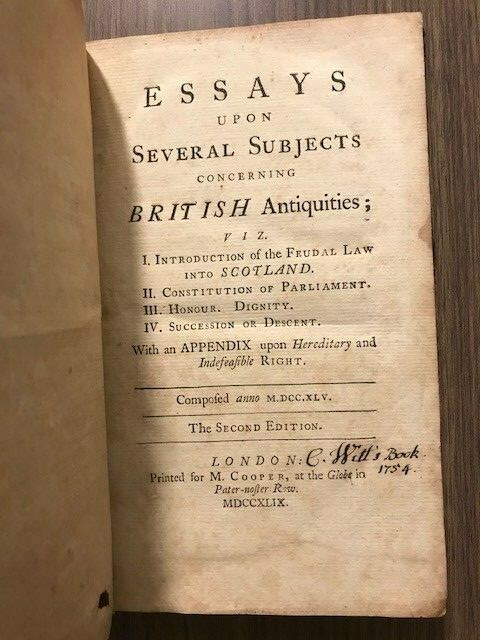 ESSAYS
UPON
SEVERAL SUBJECTS
CONCERNING
BRITISH Antiquities;
VIZ.
I. INTRODUCTION of the FEUDAL LAW
INTO SCOTLAND.
II. CONSTITUTION OF PARLIAMENT.
III. HONOUR. DIGNITY.
IV. SUCCESSION OR DESCENT.
With an APPENDIX upon Hereditary and
Indefeaſible RIGHT.
Compoſed anno M.DCC.XLV.
The SECOND EDITION.
LONDON: C. Witt's Book
1754.
Printed for M. COOPER, at the Globe in
Pater-noſter Row.
MDCCXLIX.